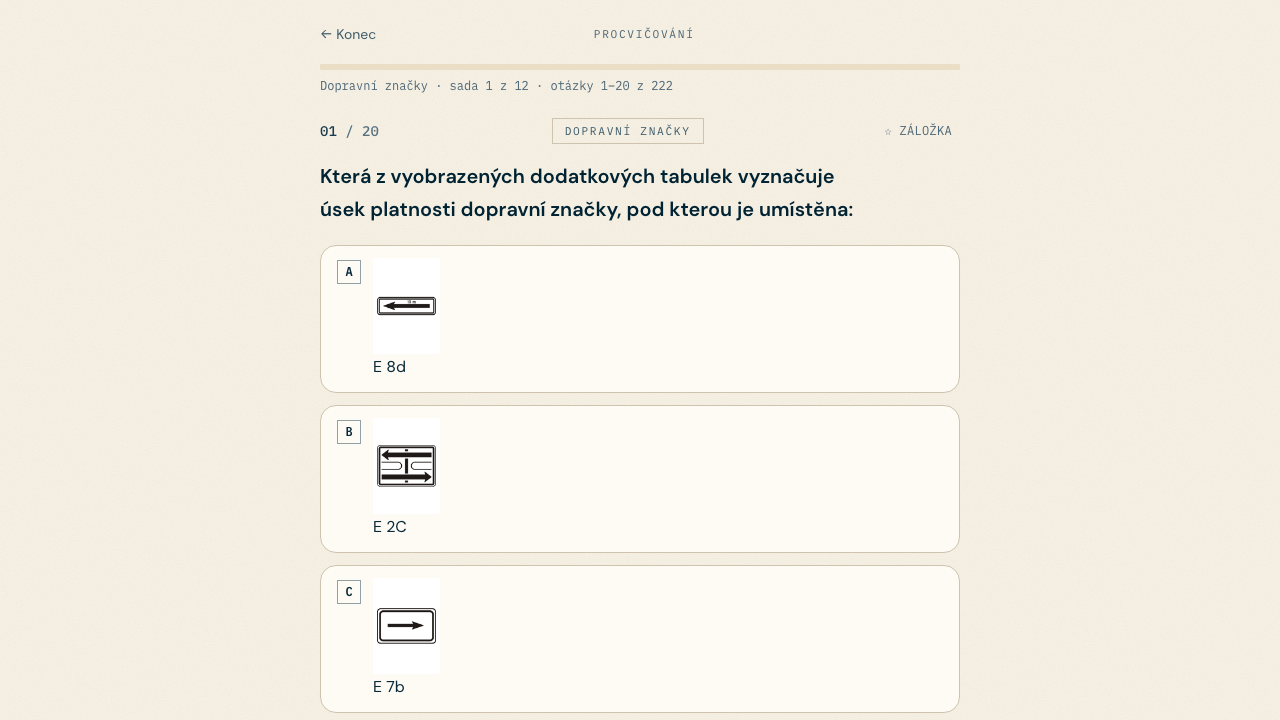 ← Konec
PROCVIČOVÁNÍ
Dopravní značky · sada 1 z 12 · otázky 1–20 z 222
01 / 20
DOPRAVNÍ ZNAČKY
☆ ZÁLOŽKA
Která z vyobrazených dodatkových tabulek vyznačuje
úsek platnosti dopravní značky, pod kterou je umístěna:
A
E 8d
B
E 2C
C
E 7b